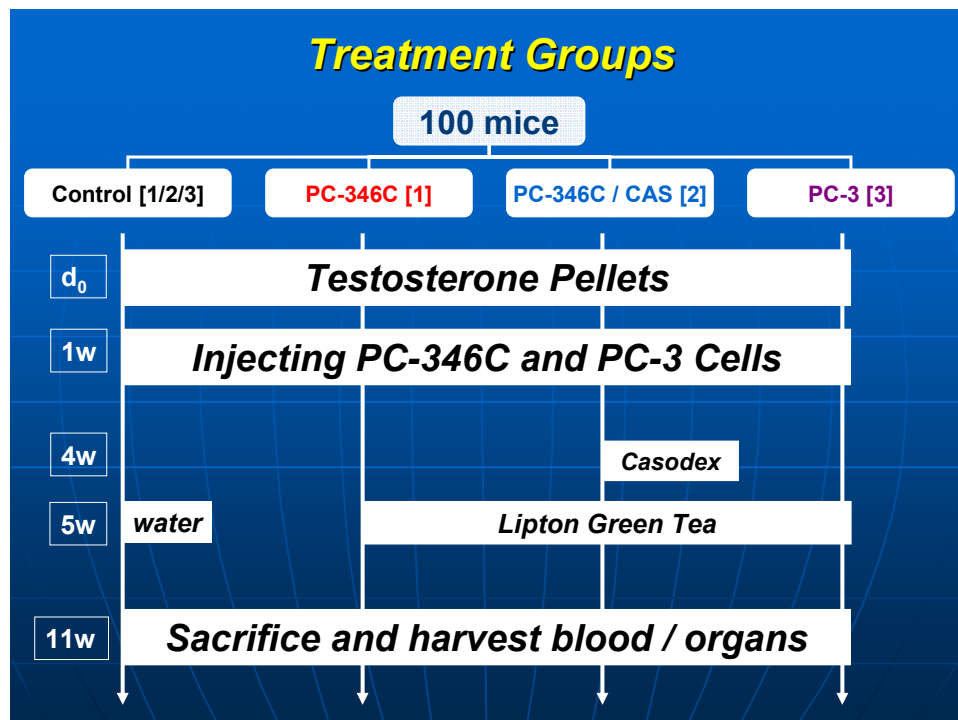 Treatment Groups
100 mice
Control [1/2/3]
PC-346C [1]
PC-346C / CAS [2]
PC-3 [3]
d0
Testosterone Pellets
1w
Injecting PC-346C and PC-3 Cells
4w
Casodex
5w
water
Lipton Green Tea
11w
Sacrifice and harvest blood / organs